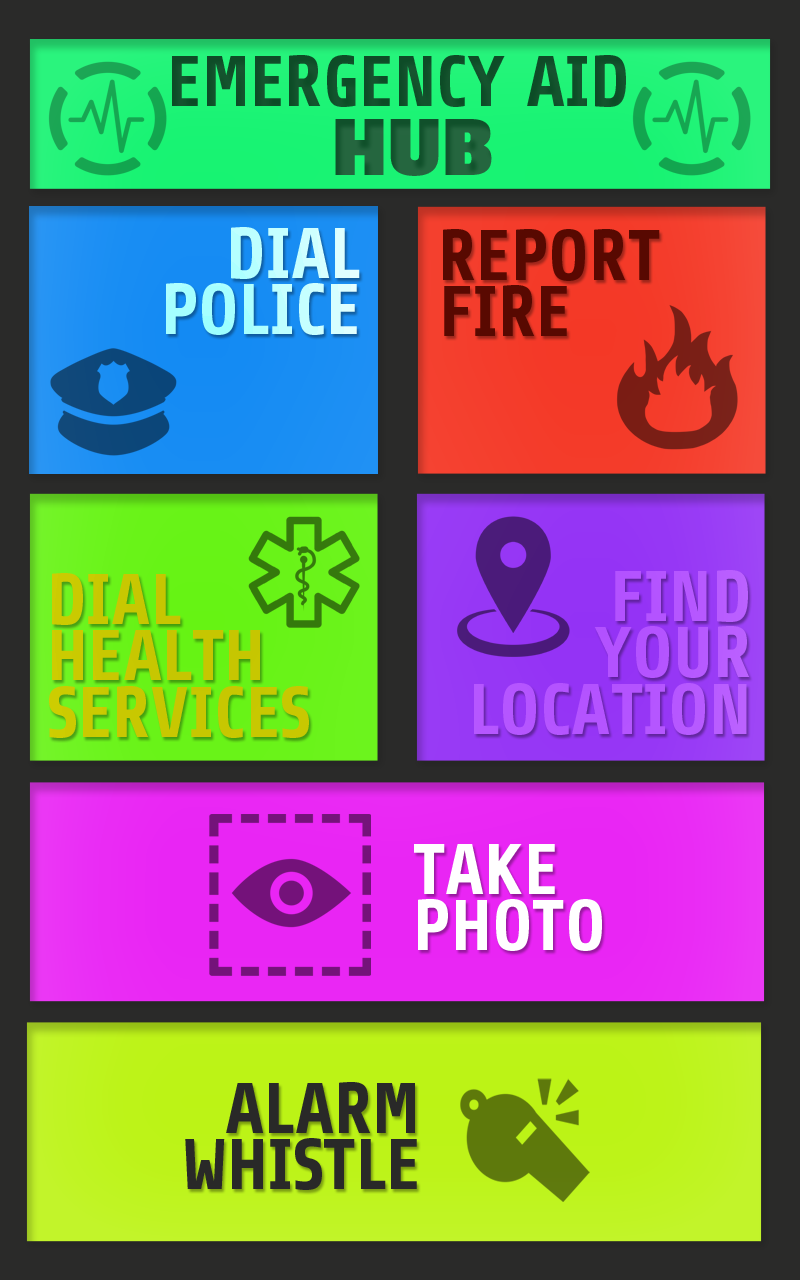 EMERGENCY AID
HUB
DIAL
POLICE
REPORT
FIRE
DIAL
HEALTH
SERVICES
FIND
YOUR
LOCATION
TAKE
PHOTO
ALARM
WHISTLE